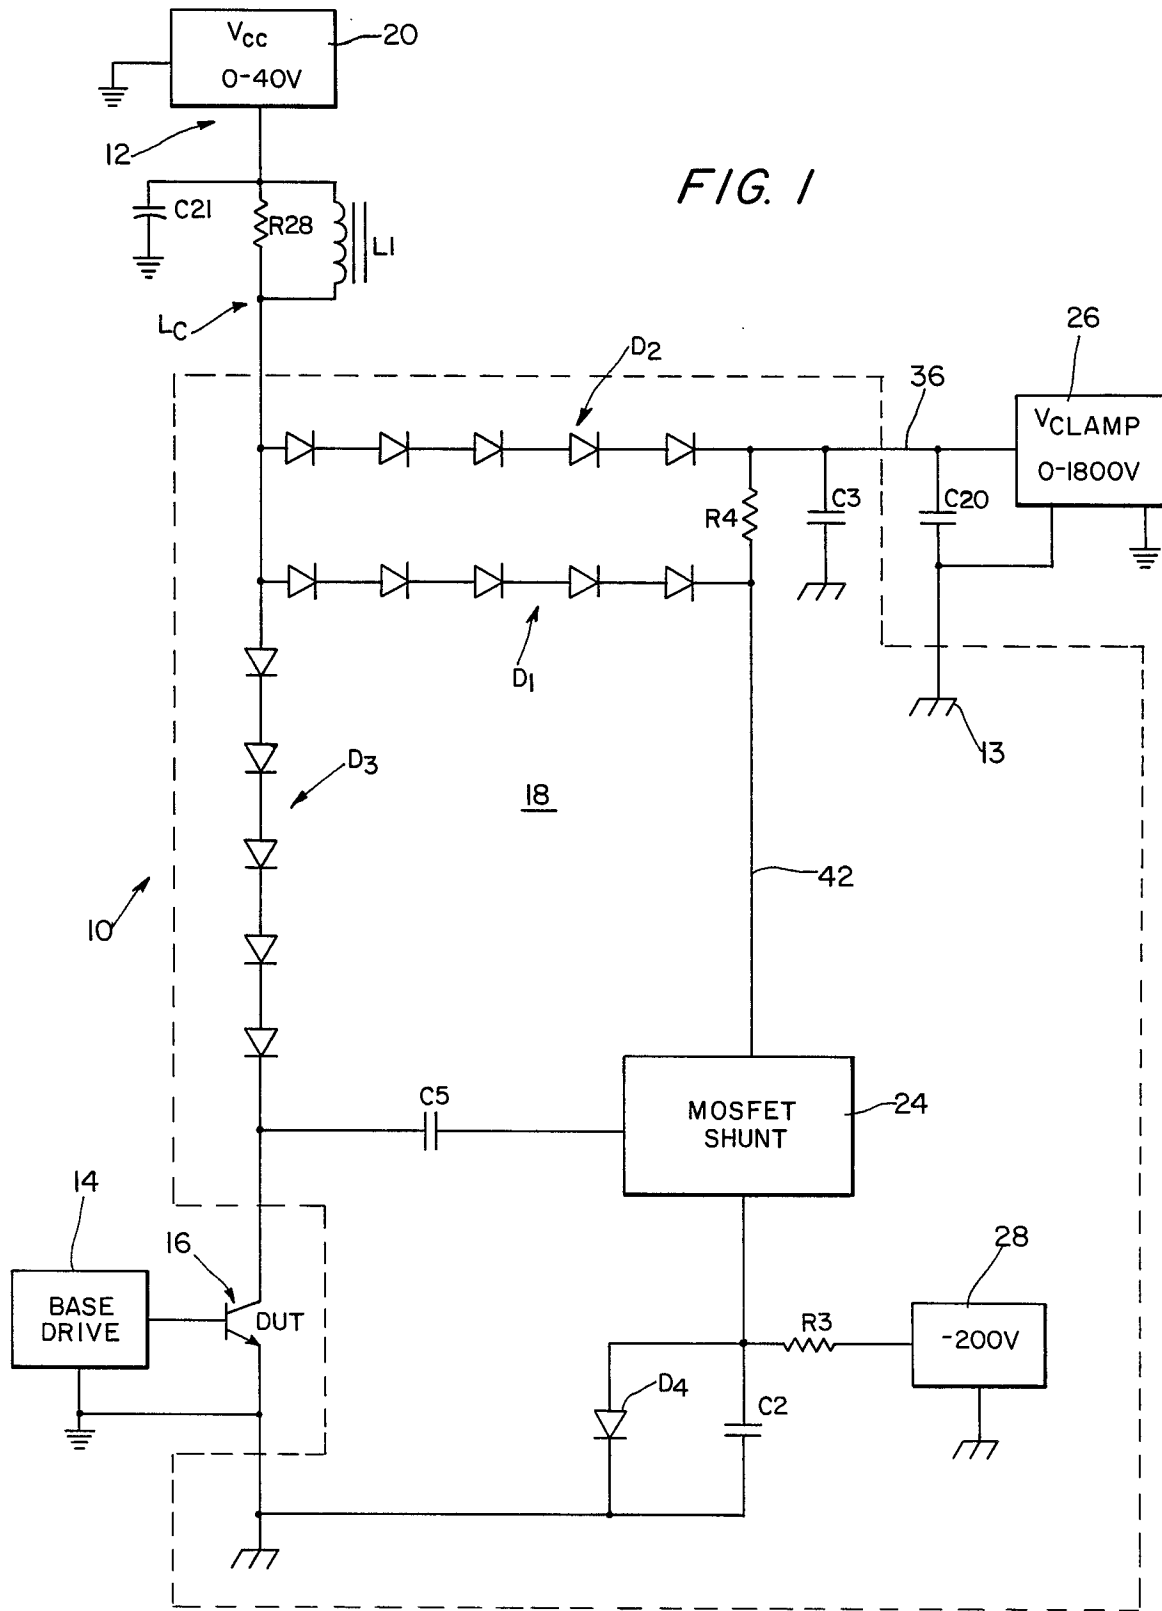 VCC
0-40V
20
12
FIG. 1
C21
R28
L1
LC
D2
36
26
VCLAMP
0-1800V
R4
C3
C20
D1
13
D3
18
42
10
C5
MOSFET
SHUNT
24
14
16
28
BASE
DRIVE
DUT
R3
-200V
D4
C2